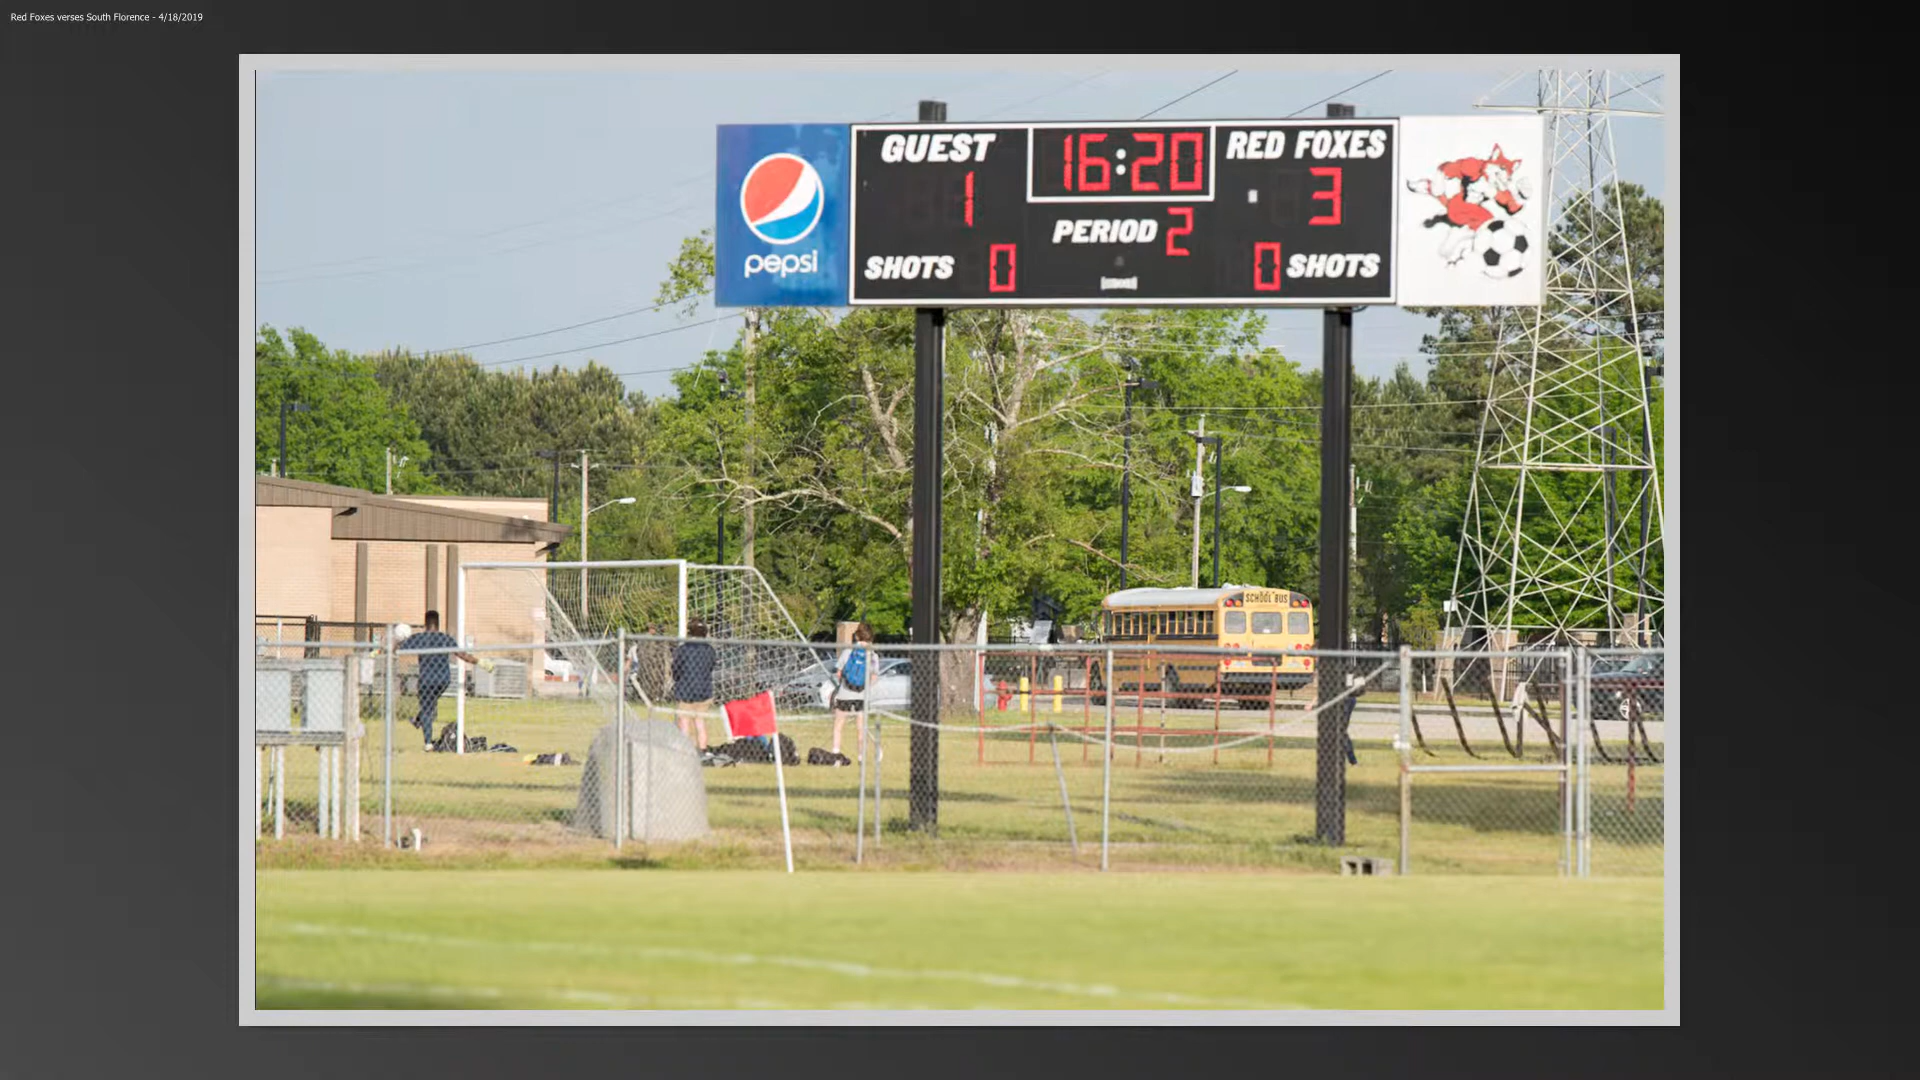 Red Foxes verses South Florence - 4/18/2019
pepsi
GUEST
1
16:20
RED FOXES
3
PERIOD 2
SHOTS 0
0 SHOTS
SCHOOL BUS